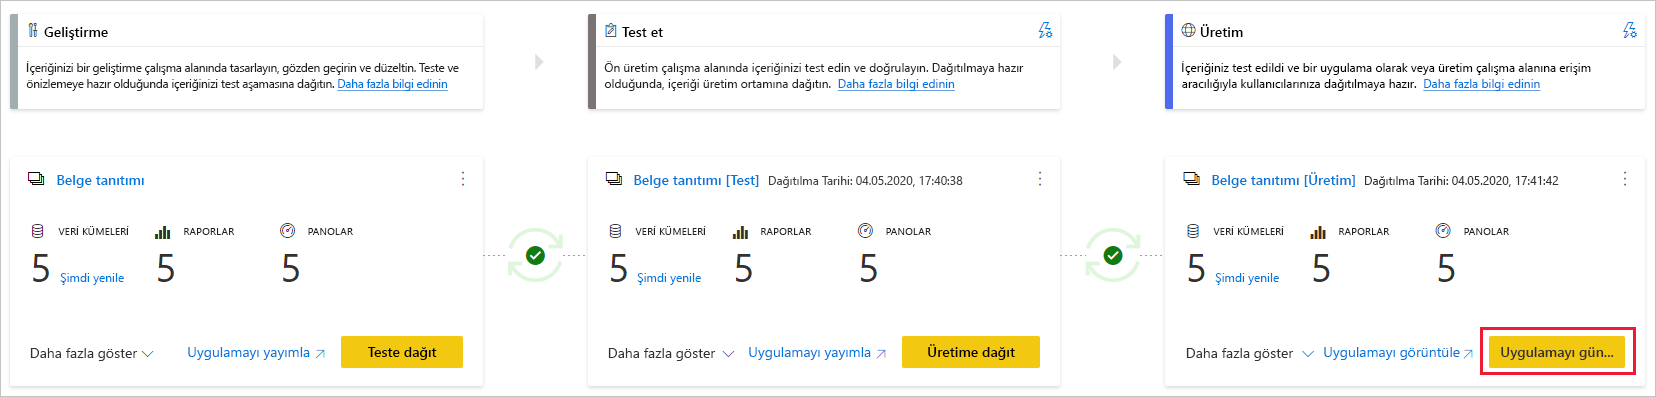 Geliştirme
İçeriğinizi bir geliştirme çalışma alanında tasarlayın, gözden geçirin ve düzeltin. Teste ve
önizlemeye hazır olduğunda içeriğinizi test aşamasına dağıtın. Daha fazla bilgi edinin
Test et
Ön üretim çalışma alanında içeriğinizi test edin ve doğrulayın. Dağıtılmaya hazır
olduğunda, içeriği üretim ortamına dağıtın. Daha fazla bilgi edinin
Üretim
İçeriğiniz test edildi ve bir uygulama olarak veya üretim çalışma alanına erişim
aracılığıyla kullanıcılarınıza dağıtılmaya hazır. Daha fazla bilgi edinin
Belge tanıtımı
VERİ KÜMELERİ RAPORLAR PANOLAR
5 Şimdi yenile 5 5
Daha fazla göster Uygulamayı yayımla Teste dağıt
Belge tanıtımı [Test] Dağıtılma Tarihi: 04.05.2020, 17:40:38
VERİ KÜMELERİ RAPORLAR PANOLAR
5 Şimdi yenile 5 5
Daha fazla göster Uygulamayı yayımla Üretime dağıt
Belge tanıtımı [Üretim] Dağıtılma Tarihi: 04.05.2020, 17:41:42
VERİ KÜMELERİ RAPORLAR PANOLAR
5 Şimdi yenile 5 5
Daha fazla göster Uygulamayı görüntüle Uygulamayı gün...